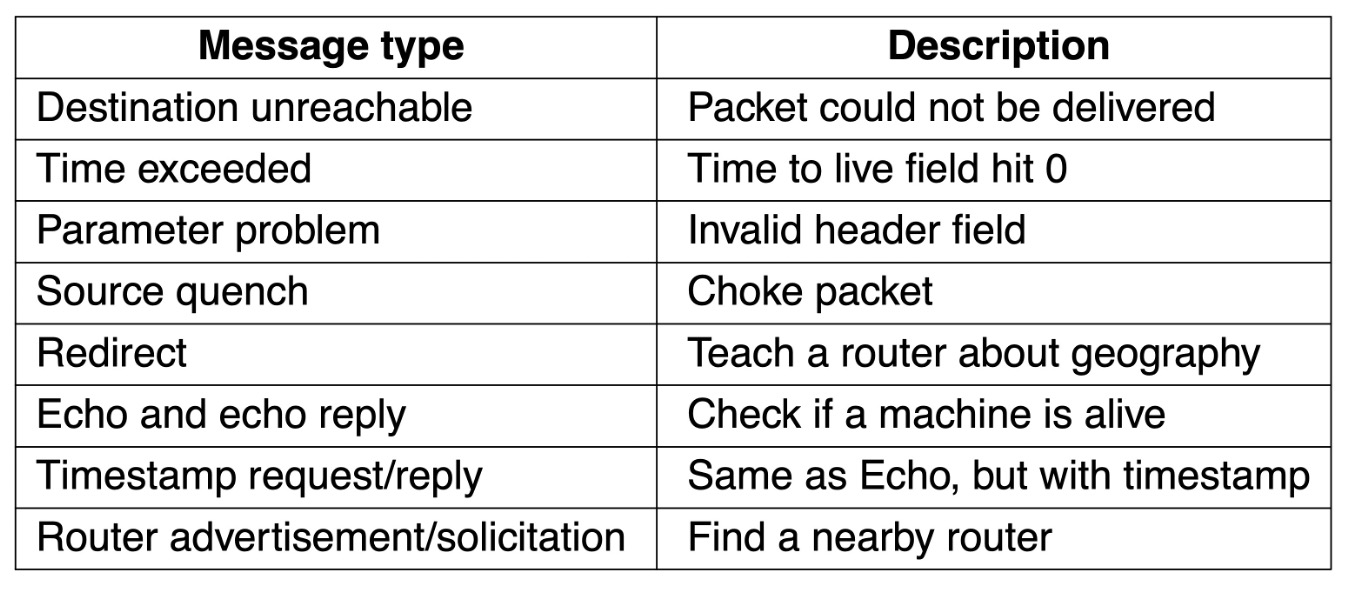 Message type Description
Destination unreachable Packet could not be delivered
Time exceeded Time to live field hit 0
Parameter problem Invalid header field
Source quench Choke packet
Redirect Teach a router about geography
Echo and echo reply Check if a machine is alive
Timestamp request/reply Same as Echo, but with timestamp
Router advertisement/solicitation Find a nearby router